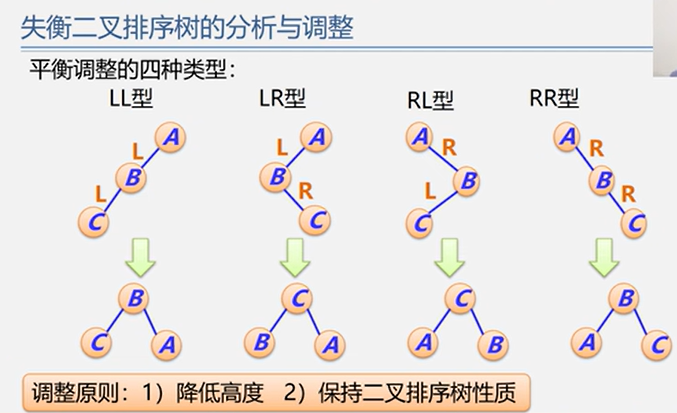 失衡二叉排序树的分析与调整
平衡调整的四种类型：
LL型 LR型 RL型 RR型
A A A A
L L R R
B B B B
L R L R
C C C C
B C C B
C A B A A B A C
调整原则：1）降低高度 2）保持二叉排序树性质